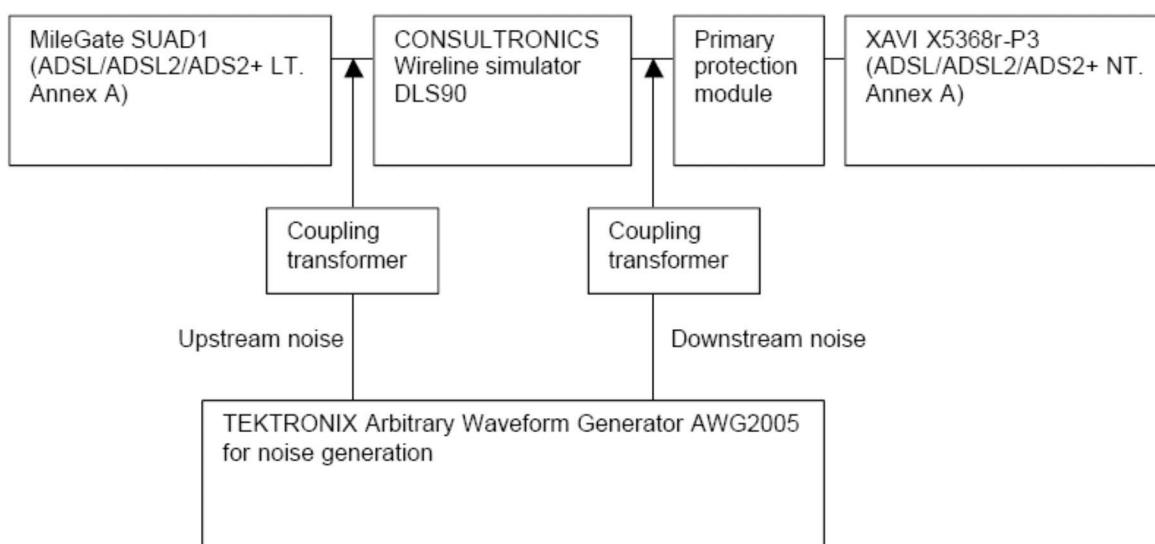 MileGate SUAD1
(ADSL/ADSL2/ADS2+ LT.
Annex A)
CONSULTRONICS
Wireline simulator
DLS90
Primary
protection
module
XAVI X5368r-P3
(ADSL/ADSL2/ADS2+ NT.
Annex A)
Coupling
transformer
Coupling
transformer
Upstream noise
Downstream noise
TEKTRONIX Arbitrary Waveform Generator AWG2005
for noise generation